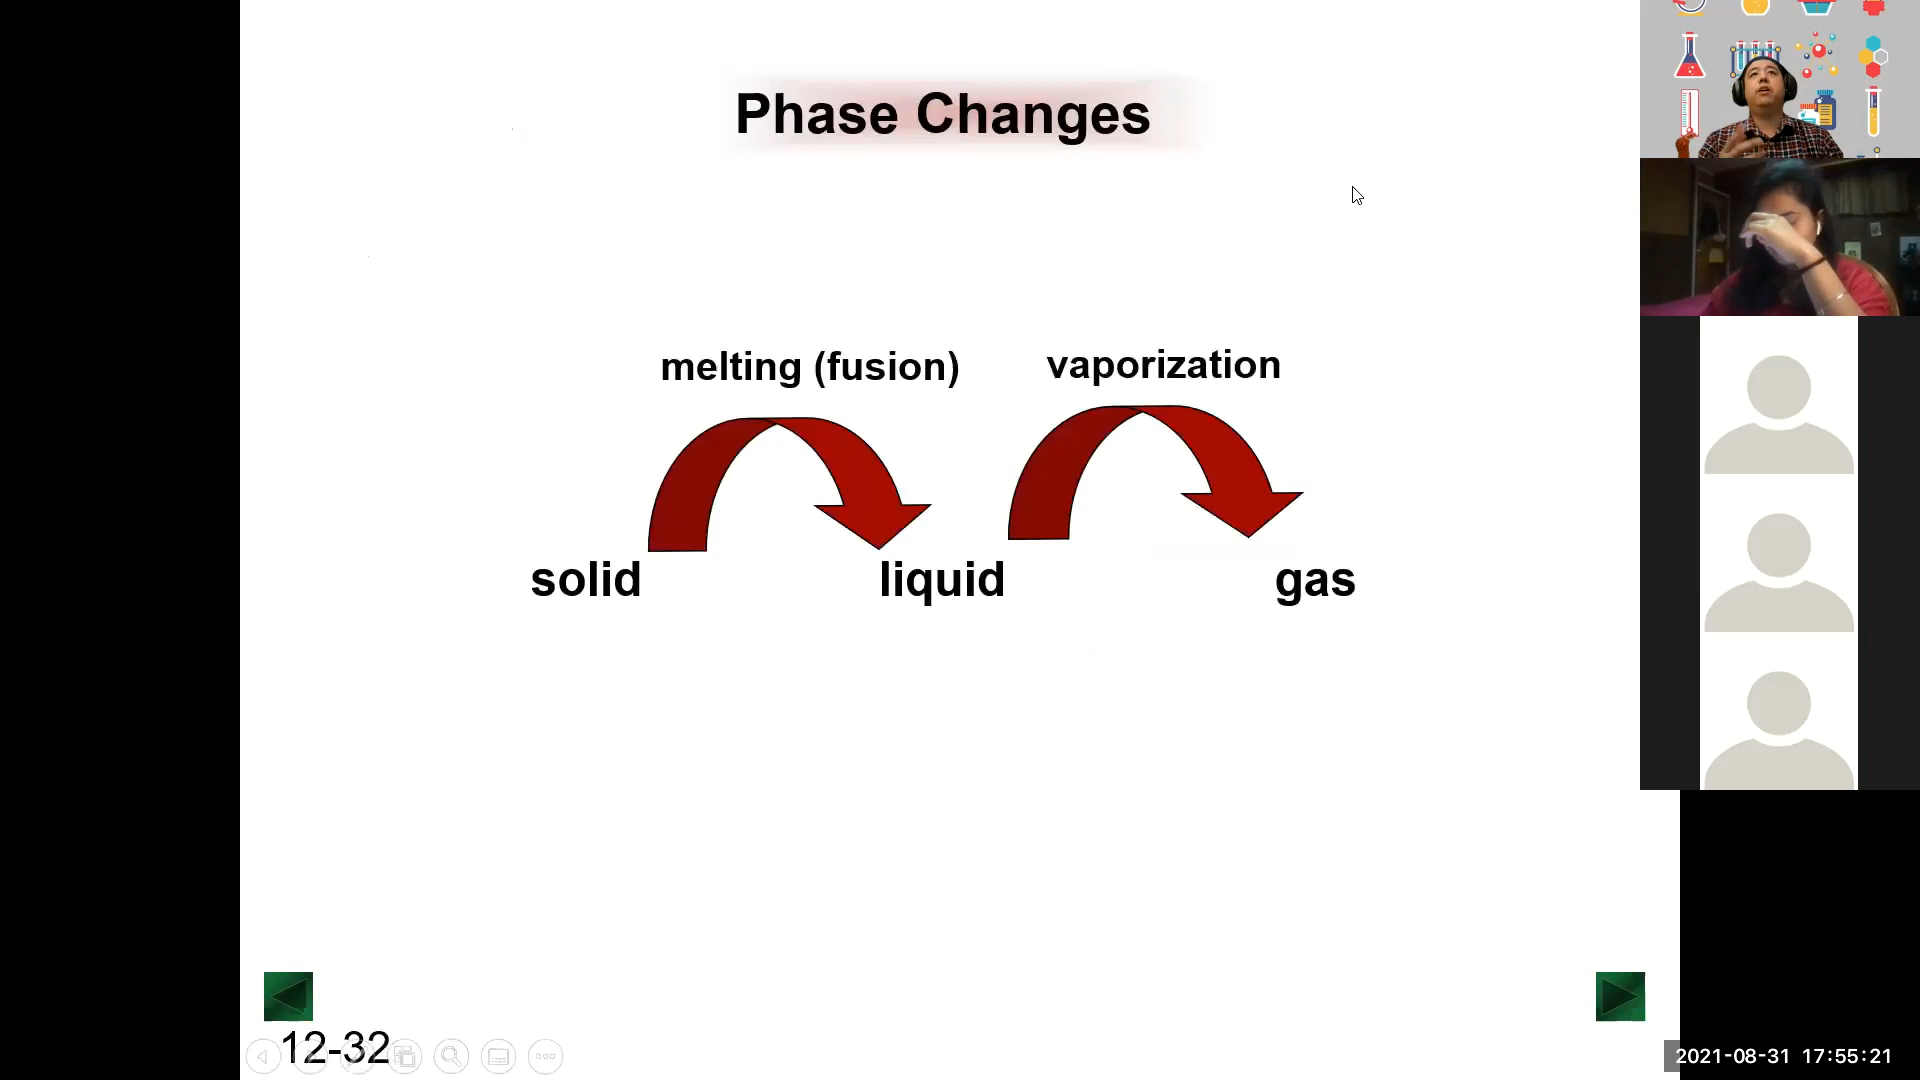 Phase Changes
melting (fusion)
vaporization
solid
liquid
gas
12-32
2021-08-31 17:55:21